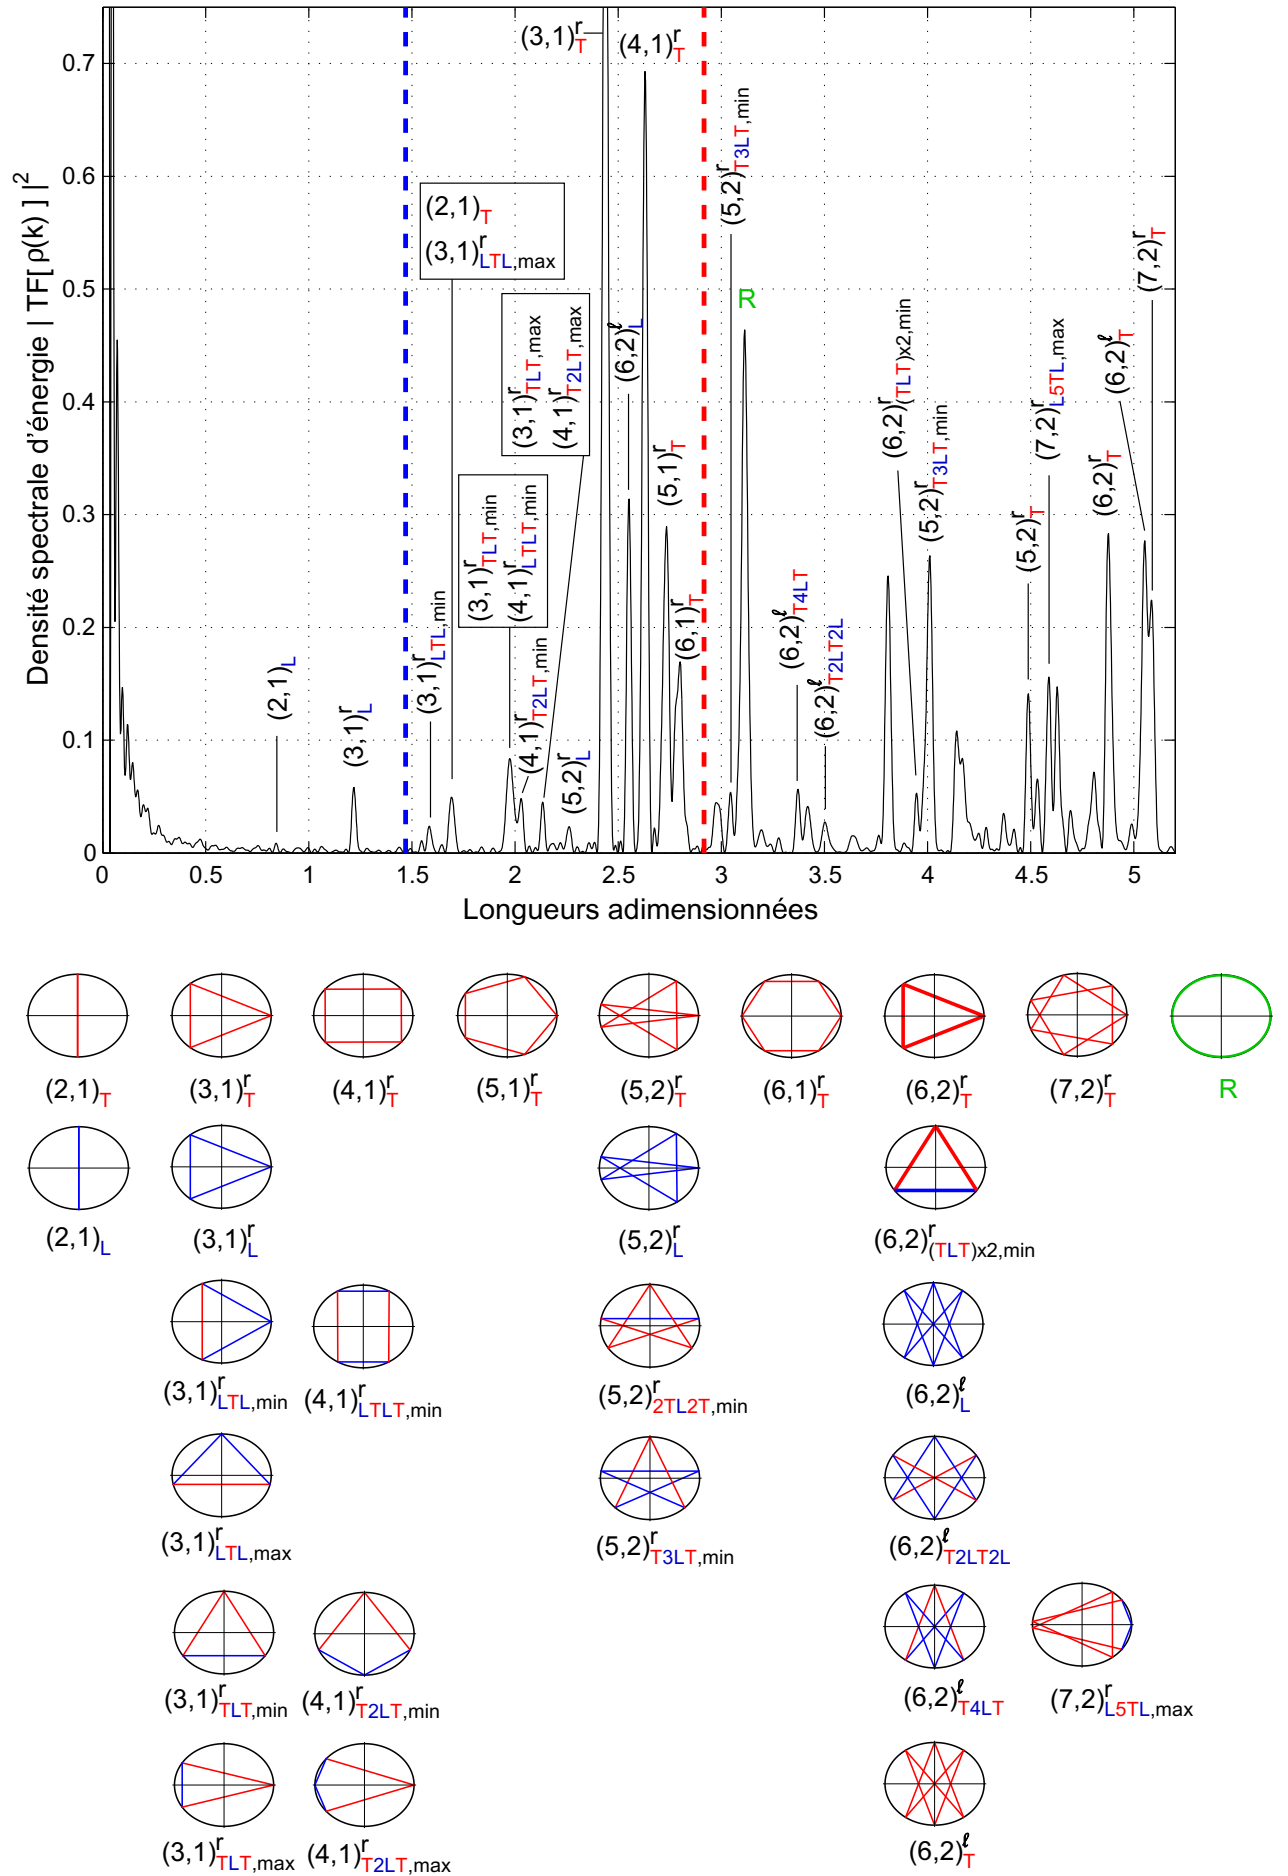 (3,1)rT
(4,1)rT
0.7
(5,2)rT3LT,min
0.6
(2,1)T
(3,1)rLTL,max
(7,2)rT
0.5
R
(3,1)rTLT,max
(4,1)rT2LT,max
(6,2)ℓL
(6,2)r(TLT)x2,min
(7,2)rL5TL,max
(6,2)ℓT
0.4
(5,1)rT
(5,2)rT3LT,min
(5,2)rT
(6,2)rT
0.3
(3,1)rTLT,min
(4,1)rLTLT,min
(6,1)rT
(6,2)ℓT4LT
(6,2)ℓT2LT2L
0.2
(2,1)L
(3,1)rL
(3,1)rLTL,min
(4,1)rT2LT,min
(5,2)rL
0.1
0
Densité spectrale d'énergie | TF[ ρ(k) ] |2
0 0.5 1 1.5 2 2.5 3 3.5 4 4.5 5
Longueurs adimensionnées
(2,1)T (3,1)rT (4,1)rT (5,1)rT (5,2)rT (6,1)rT (6,2)rT (7,2)rT R
(2,1)L (3,1)rL (5,2)rL (6,2)r(TLT)x2,min
(3,1)rLTL,min (4,1)rLTLT,min (5,2)r2TL2T,min (6,2)ℓL
(3,1)rLTL,max (5,2)rT3LT,min (6,2)ℓT2LT2L
(3,1)rTLT,min (4,1)rT2LT,min (6,2)ℓT4LT (7,2)rL5TL,max
(3,1)rTLT,max (4,1)rT2LT,max (6,2)ℓT